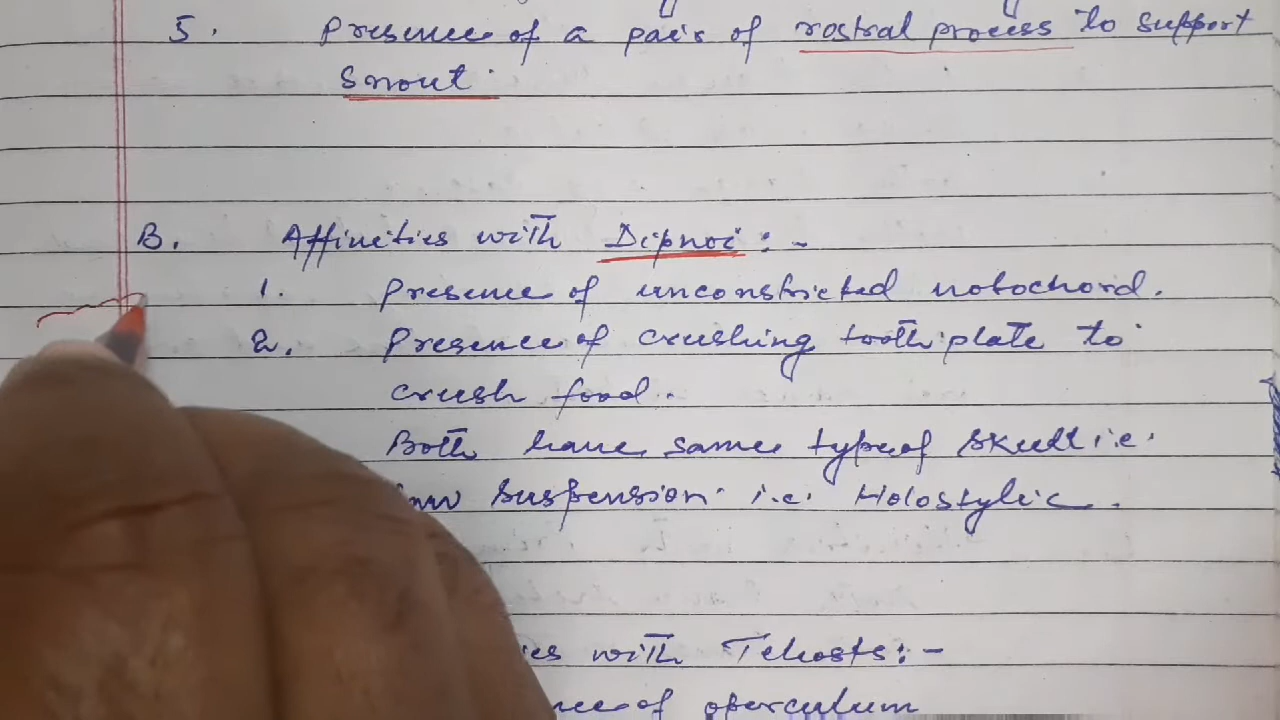 5. Presence of a pair of rostral process to support
Snout.
B. Affinities with Dipnoi : -
1. Presence of unconstricted notochord.
2. Presence of crushing tooth plate to
crush food.
Both have same type of skull i.e.
suspension i.e. Holostylic.
with Teleosts : -
of operculum